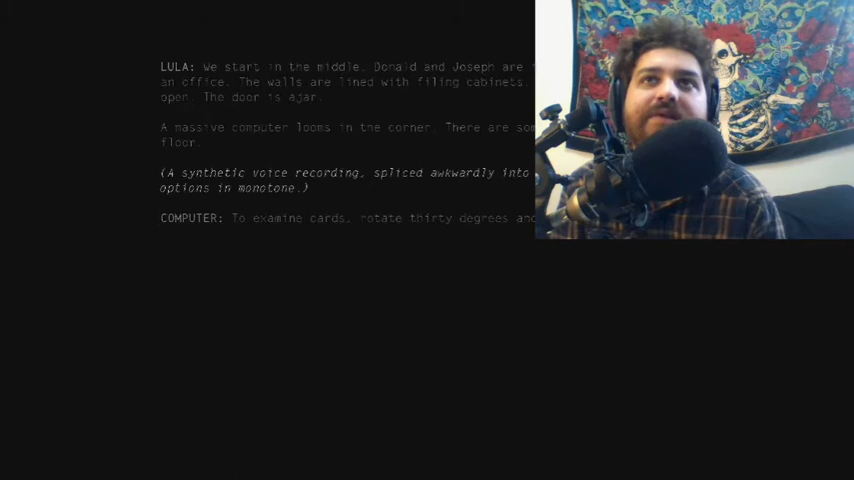 LULA: We start in the middle. Donald and Joseph are
an office. The walls are lined with filing cabinets.
open. The door is ajar.
A massive computer looms in the corner. There are
floor.
(A synthetic voice recording, spliced awkwardly into
options in monotone.)
COMPUTER: To examine cards, rotate thirty degrees and